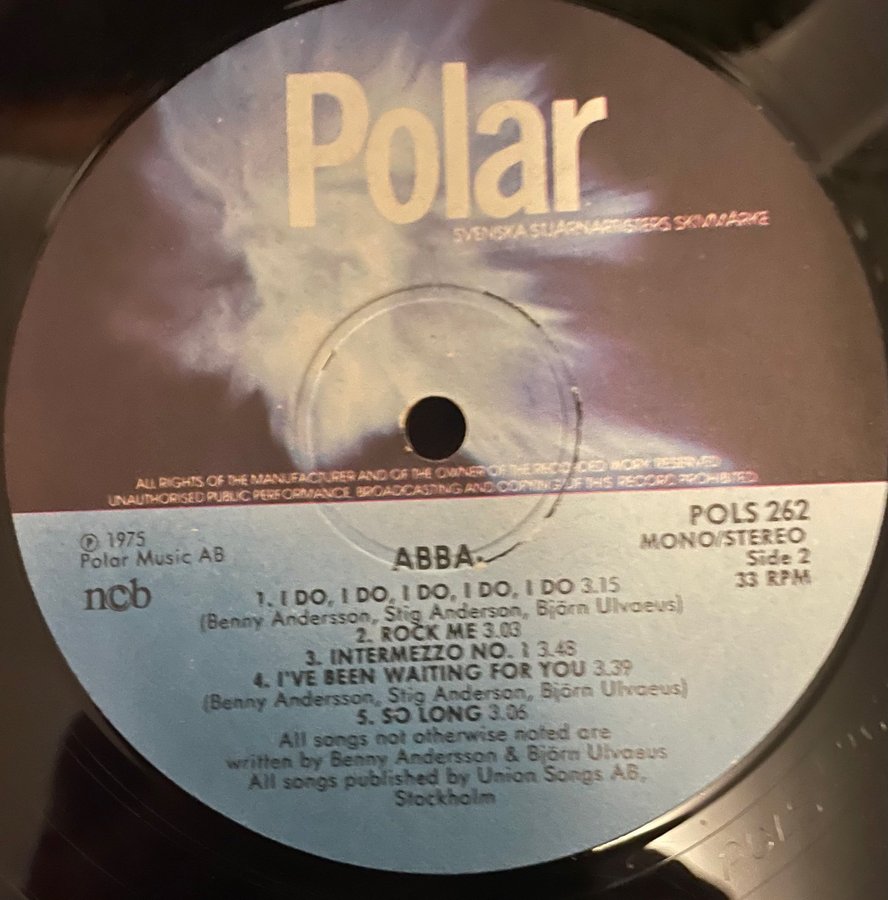 Polar
SVENSKA STJÄRNARTISTERS SKIVMÄRKE
ALL RIGHTS OF THE MANUFACTURER AND OF THE OWNER OF THE RECORDED WORK RESERVED
UNAUTHORISED PUBLIC PERFORMANCE, BROADCASTING AND COPYING OF THIS RECORD PROHIBITED
℗ 1975
Polar Music AB
ncb
POLS 262
MONO/STEREO
Side 2
33 RPM
ABBA
1. I DO, I DO, I DO, I DO, I DO 3.15
(Benny Andersson, Stig Anderson, Björn Ulvaeus)
2. ROCK ME 3.03
3. INTERMEZZO NO. 1 3.48
4. I'VE BEEN WAITING FOR YOU 3.39
(Benny Andersson, Stig Anderson, Björn Ulvaeus)
5. SO LONG 3.06
All songs not otherwise noted are
written by Benny Andersson & Björn Ulvaeus
All songs published by Union Songs AB,
Stockholm